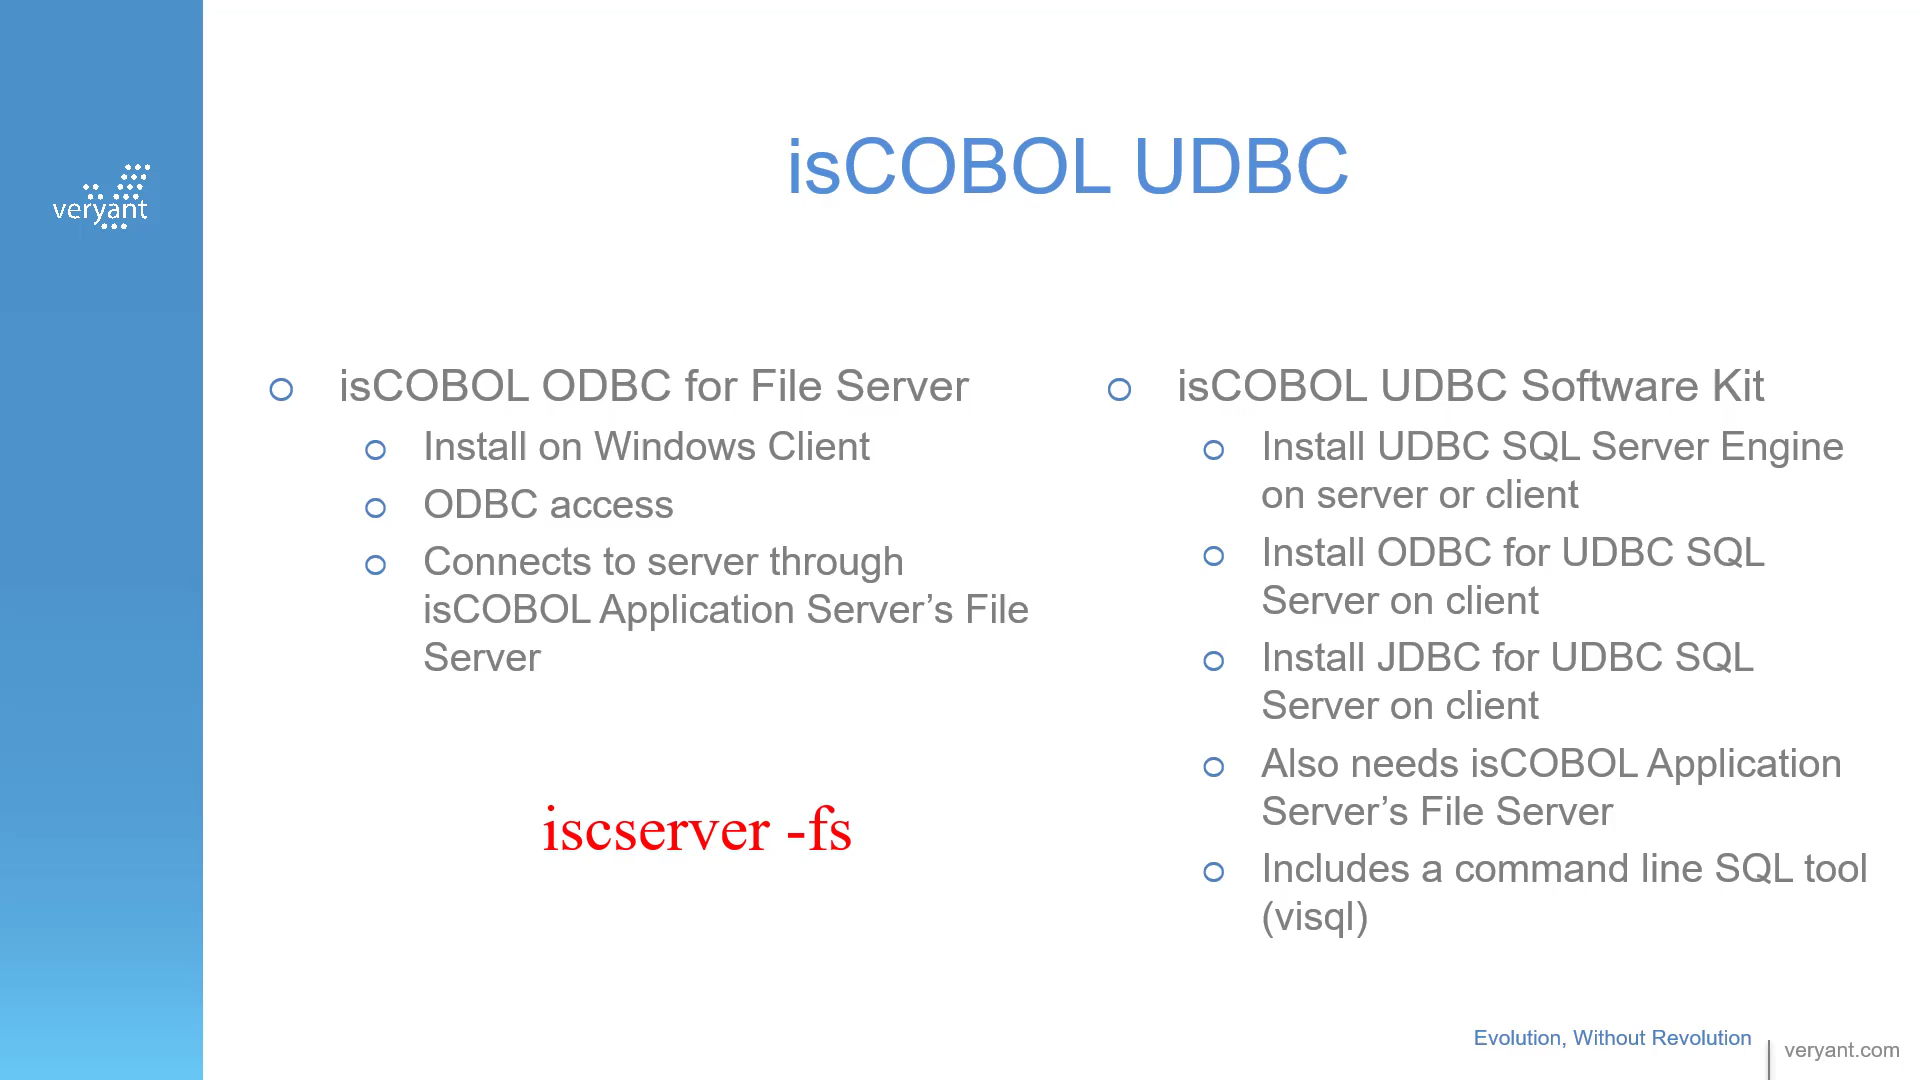 veryant
isCOBOL UDBC
isCOBOL ODBC for File Server
Install on Windows Client
ODBC access
Connects to server through
isCOBOL Application Server’s File
Server
iscserver -fs
isCOBOL UDBC Software Kit
Install UDBC SQL Server Engine
on server or client
Install ODBC for UDBC SQL
Server on client
Install JDBC for UDBC SQL
Server on client
Also needs isCOBOL Application
Server’s File Server
Includes a command line SQL tool
(visql)
Evolution, Without Revolution
veryant.com